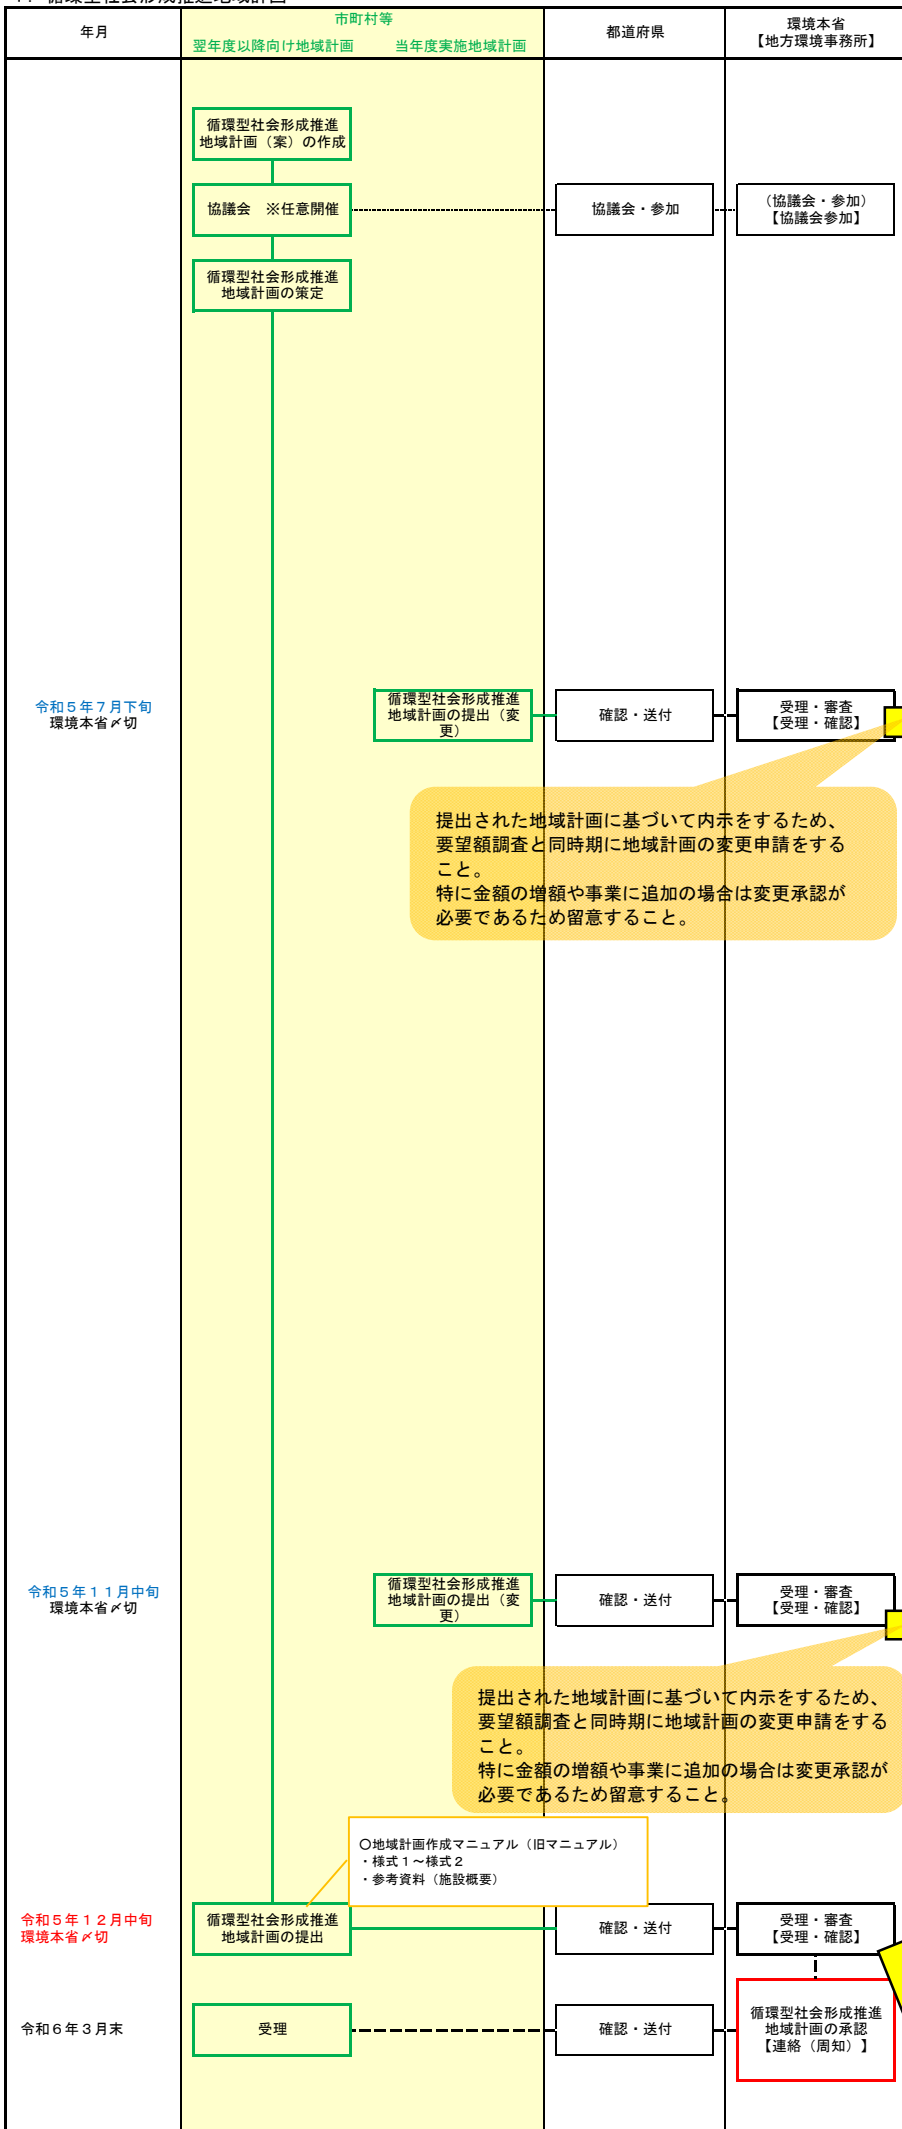 年月
市町村等
翌年度以降向け地域計画
当年度実施地域計画
都道府県
環境本省
【地方環境事務所】
循環型社会形成推進
地域計画（案）の作成
協議会　※任意開催
協議会・参加
（協議会・参加）
【協議会参加】
循環型社会形成推進
地域計画の策定
令和５年７月下旬
環境本省〆切
循環型社会形成推進
地域計画の提出（変
更）
確認・送付
受理・審査
【受理・確認】
提出された地域計画に基づいて内示をするため、
要望額調査と同時期に地域計画の変更申請をする
こと。
特に金額の増額や事業に追加の場合は変更承認が
必要であるため留意すること。
令和５年１１月中旬
環境本省〆切
循環型社会形成推進
地域計画の提出（変
更）
確認・送付
受理・審査
【受理・確認】
提出された地域計画に基づいて内示をするため、
要望額調査と同時期に地域計画の変更申請をする
こと。
特に金額の増額や事業に追加の場合は変更承認が
必要であるため留意すること。
〇地域計画作成マニュアル（旧マニュアル）
・様式１～様式２
・参考資料（施設概要）
令和５年１２月中旬
環境本省〆切
循環型社会形成推進
地域計画の提出
確認・送付
受理・審査
【受理・確認】
令和６年３月末
受理
確認・送付
循環型社会形成推進
地域計画の承認
【連絡（周知）】